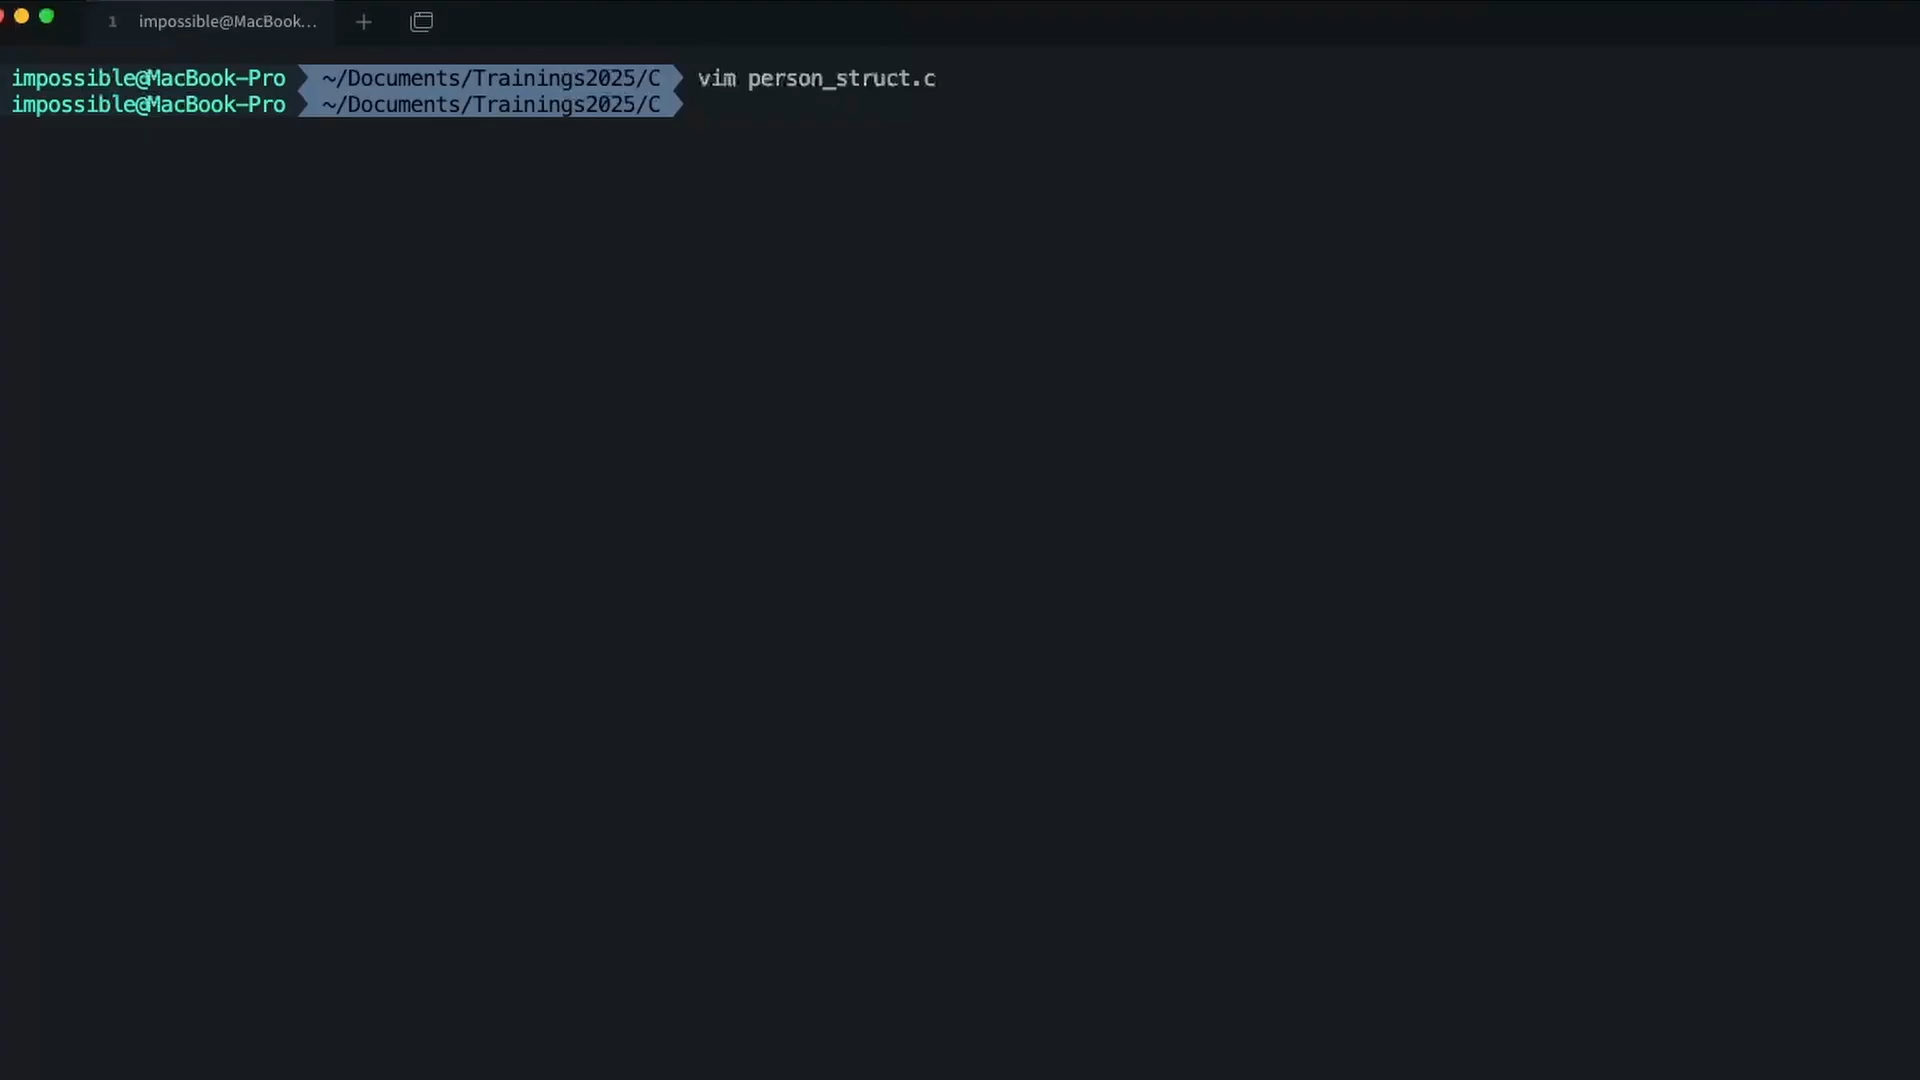 1 impossible@MacBook...
impossible@MacBook-Pro ~/Documents/Trainings2025/C vim person_struct.c
impossible@MacBook-Pro ~/Documents/Trainings2025/C